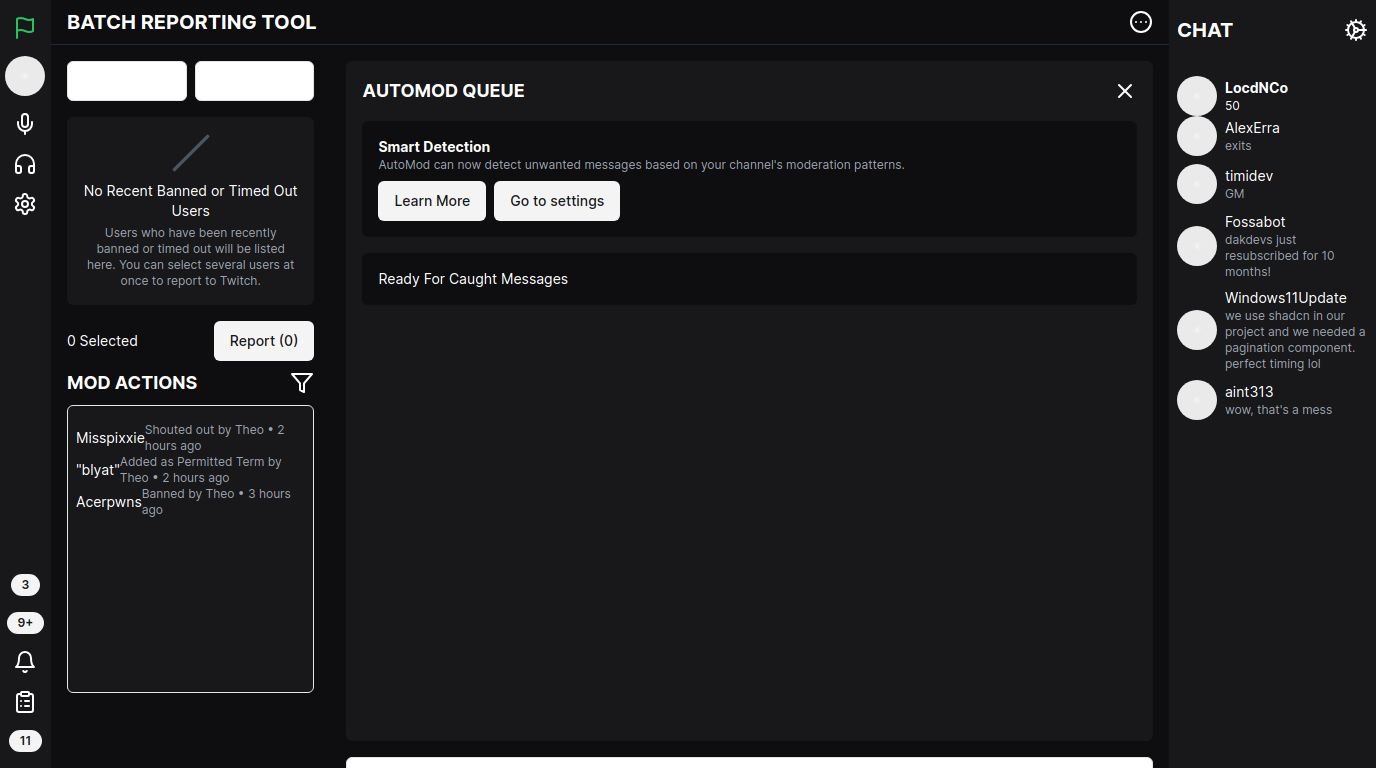 BATCH REPORTING TOOL
No Recent Banned or Timed Out
Users
Users who have been recently
banned or timed out will be listed
here. You can select several users at
once to report to Twitch.
0 Selected
Report (0)
MOD ACTIONS
Misspixxie
Shouted out by Theo • 2
hours ago
"blyat"
Added as Permitted Term by
Theo • 2 hours ago
Acerpwns
Banned by Theo • 3 hours
ago
3
9+
11
AUTOMOD QUEUE
Smart Detection
AutoMod can now detect unwanted messages based on your channel's moderation patterns.
Learn More
Go to settings
Ready For Caught Messages
CHAT
LocdNCo
50
AlexErra
exits
timidev
GM
Fossabot
dakdevs just
resubscribed for 10
months!
Windows11Update
we use shadcn in our
project and we needed a
pagination component.
perfect timing lol
aint313
wow, that's a mess